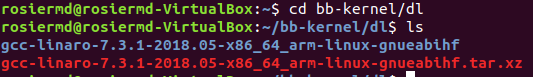 rosiermd@rosiermd-VirtualBox:~$ cd bb-kernel/dl
rosiermd@rosiermd-VirtualBox:~/bb-kernel/dl$ ls
gcc-linaro-7.3.1-2018.05-x86_64_arm-linux-gnueabihf
gcc-linaro-7.3.1-2018.05-x86_64_arm-linux-gnueabihf.tar.xz